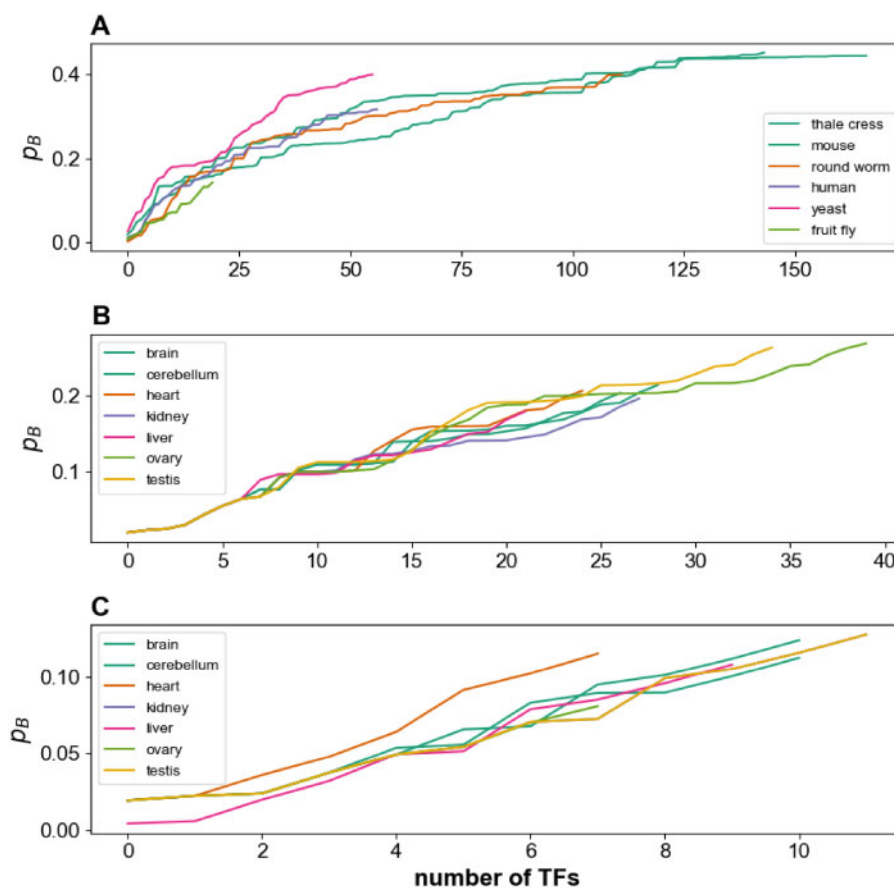 A
p_B
0.4
0.2
0.0
thale cress
mouse
round worm
human
yeast
fruit fly
0 25 50 75 100 125 150
B
p_B
0.2
0.1
brain
cerebellum
heart
kidney
liver
ovary
testis
0 5 10 15 20 25 30 35 40
C
p_B
0.10
0.05
0.00
brain
cerebellum
heart
kidney
liver
ovary
testis
0 2 4 6 8 10
number of TFs